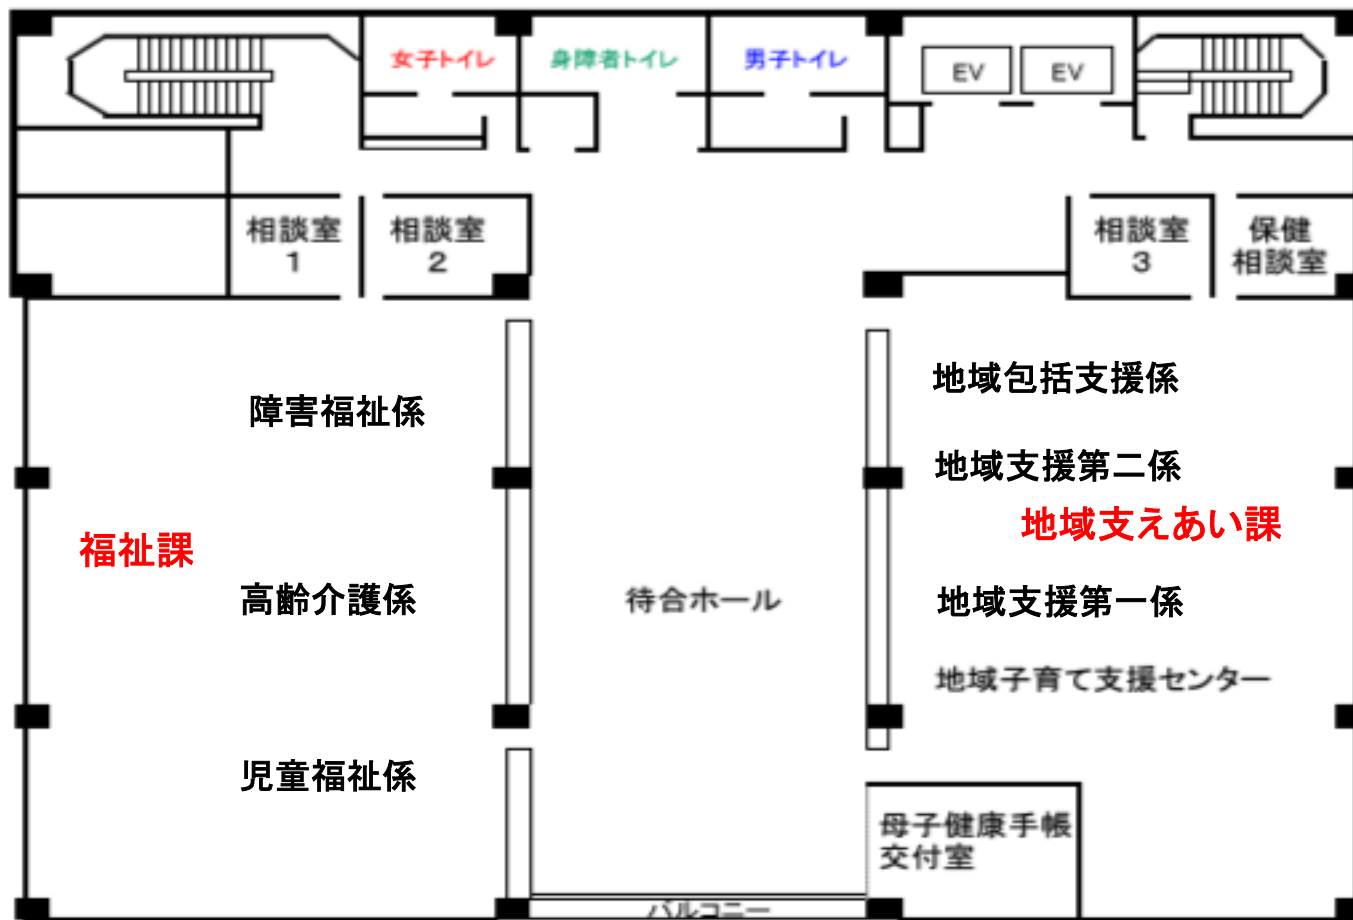 女子トイレ
身障者トイレ
男子トイレ
EV
EV
相談室
1
相談室
2
相談室
3
保健
相談室
障害福祉係
福祉課
高齢介護係
児童福祉係
待合ホール
地域包括支援係
地域支援第二係
地域支えあい課
地域支援第一係
地域子育て支援センター
母子健康手帳
交付室
バルコニー